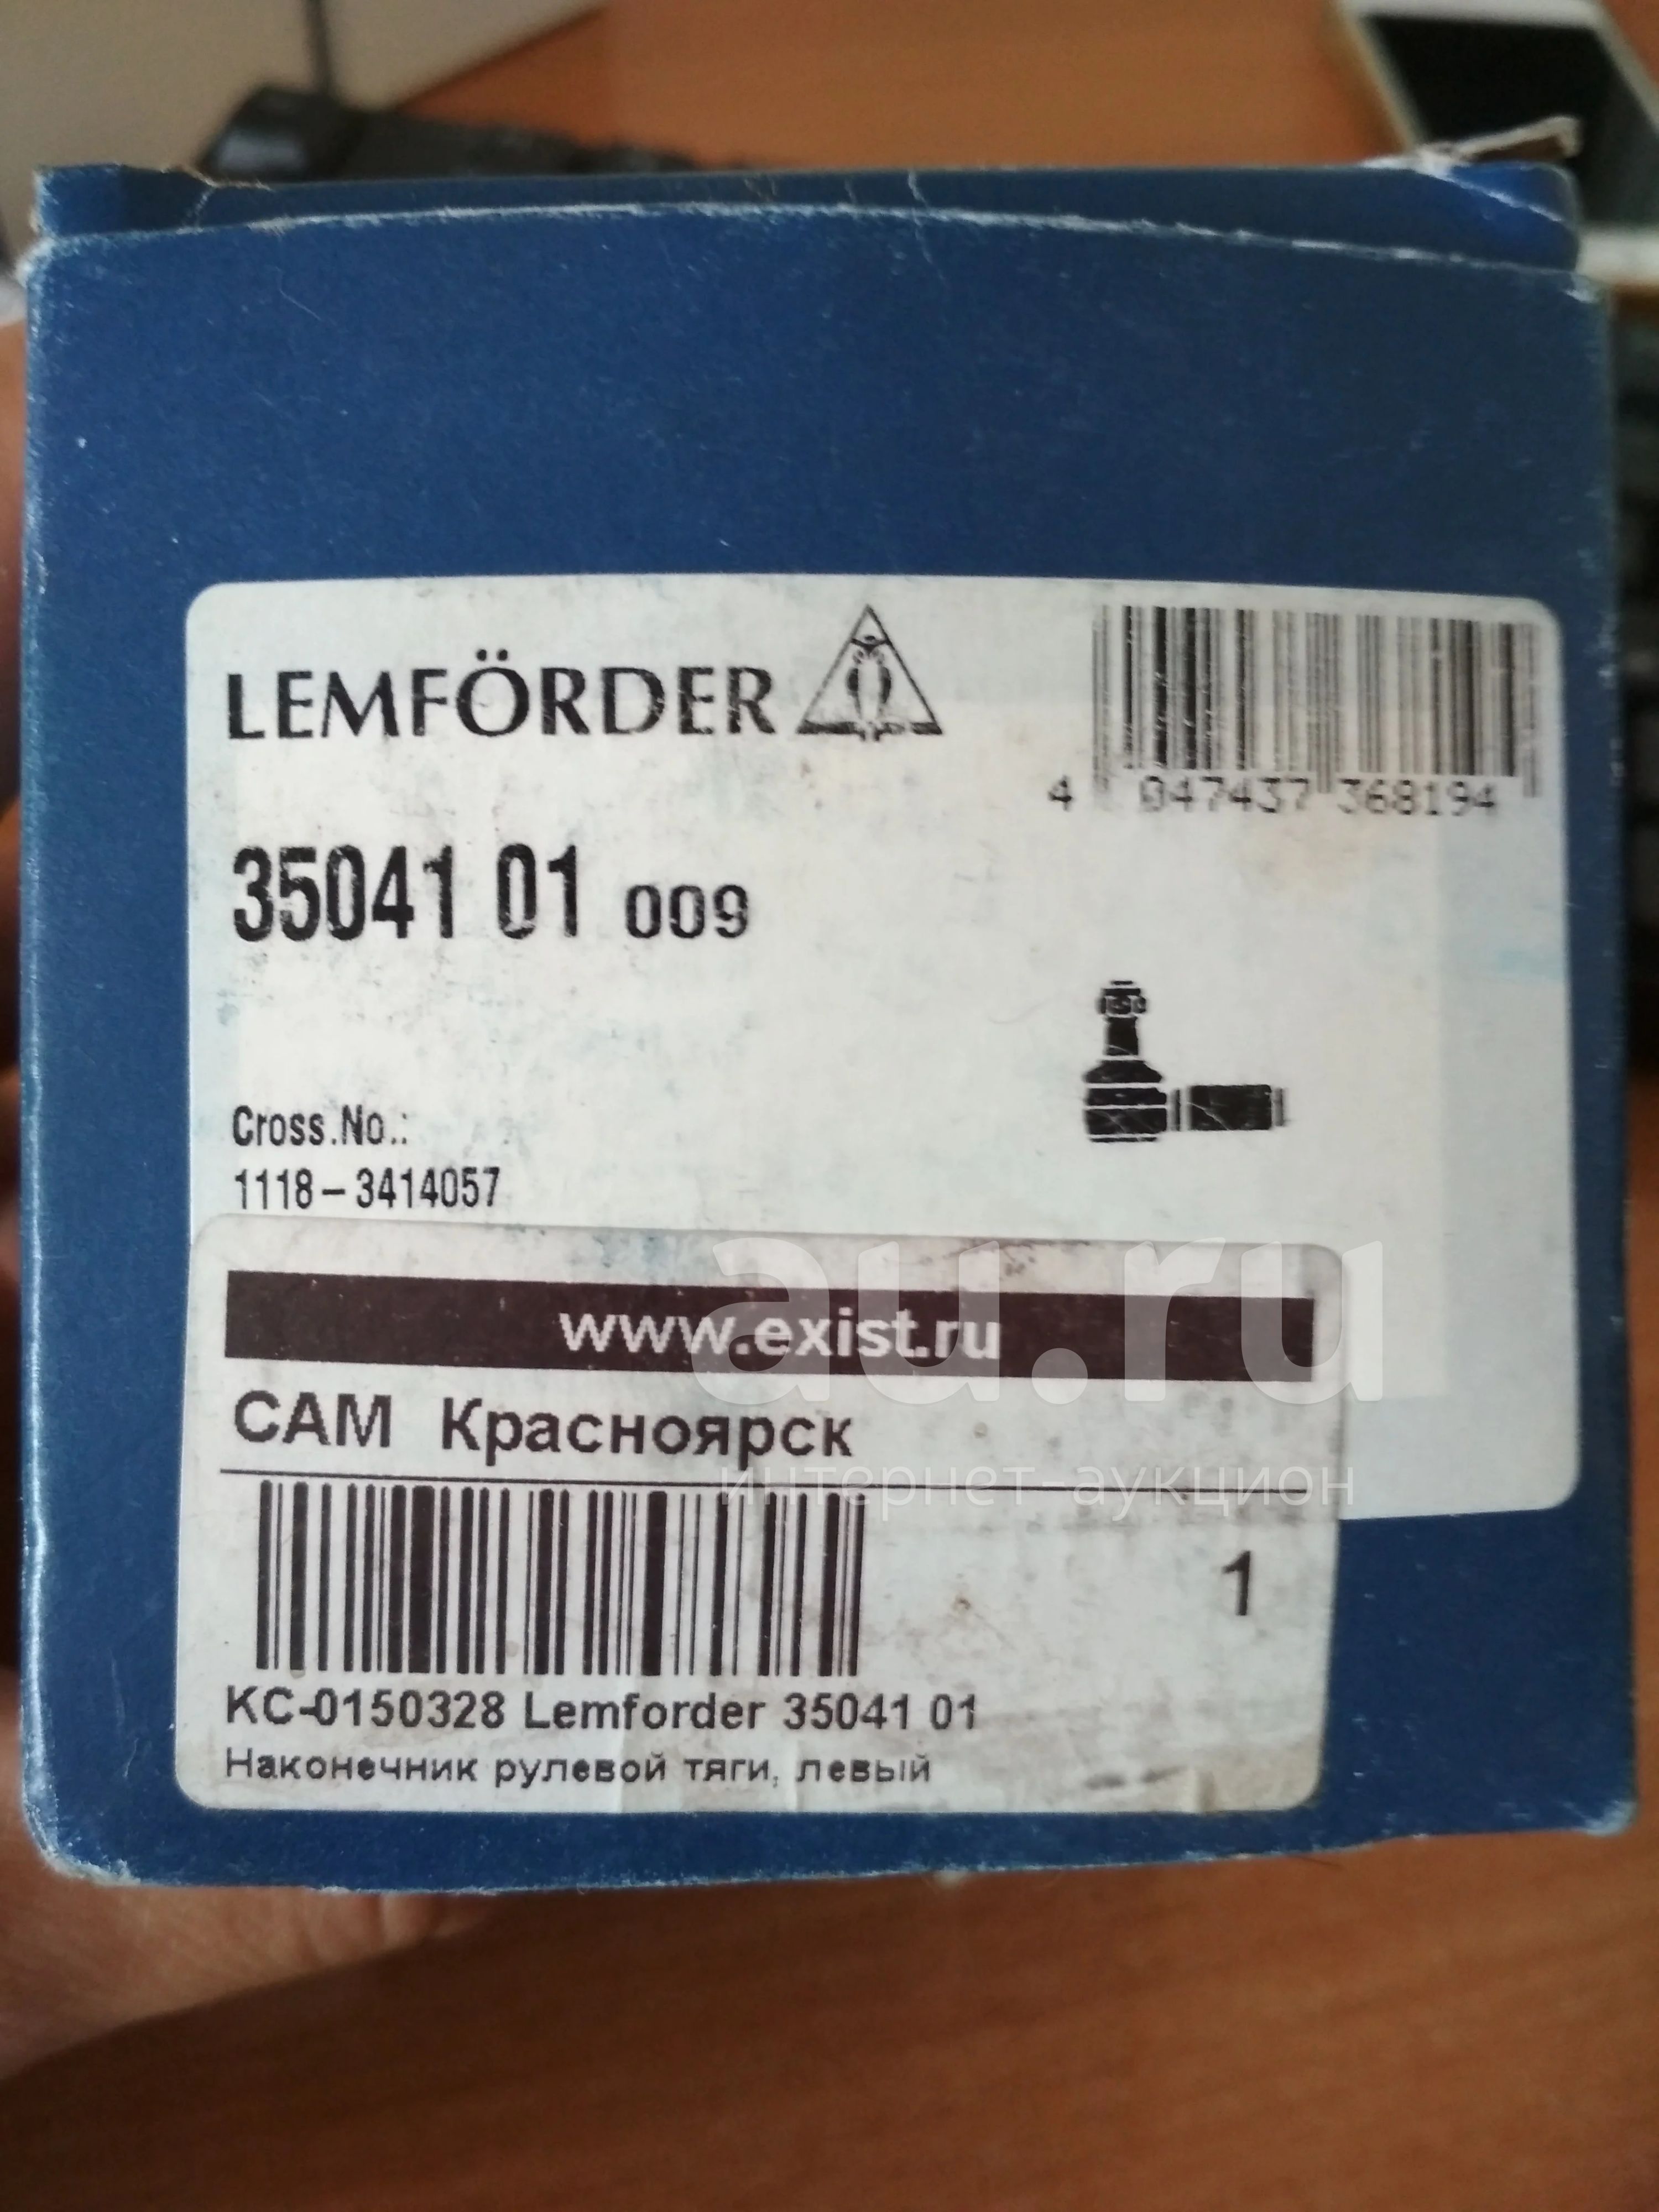 LEMFÖRDER
4 047437 368194
35041 01 009
Cross.No.:
1118-3414057
www.exist.ru
САМ Красноярск
1
KC-0150328 Lemforder 35041 01
Наконечник рулевой тяги, левый
au.ru
интернет-аукцион